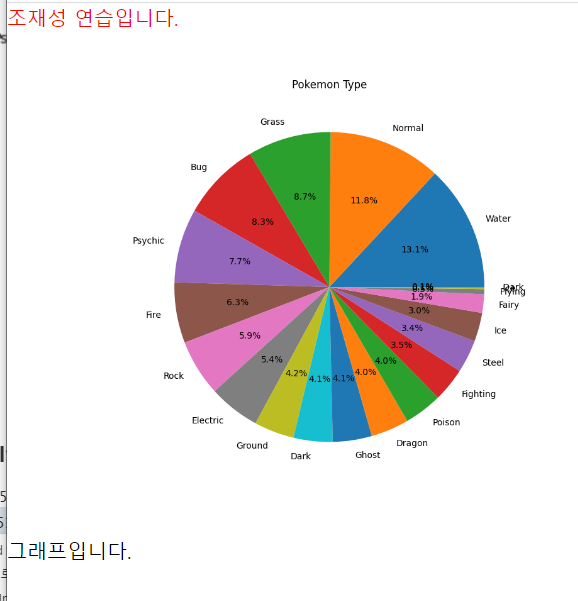 조재성 연습입니다.
Pokemon Type
Normal
Grass
Bug
Water
Psychic
Fire
Rock
Electric
Ground
Dark
Ghost
Dragon
Poison
Fighting
Steel
Ice
Fairy
Flying
Dark
11.8%
8.7%
8.3%
13.1%
7.7%
6.3%
5.9%
5.4%
4.2%
4.1%
4.1%
4.0%
4.0%
3.5%
3.4%
3.0%
1.9%
0.1%
그래프입니다.